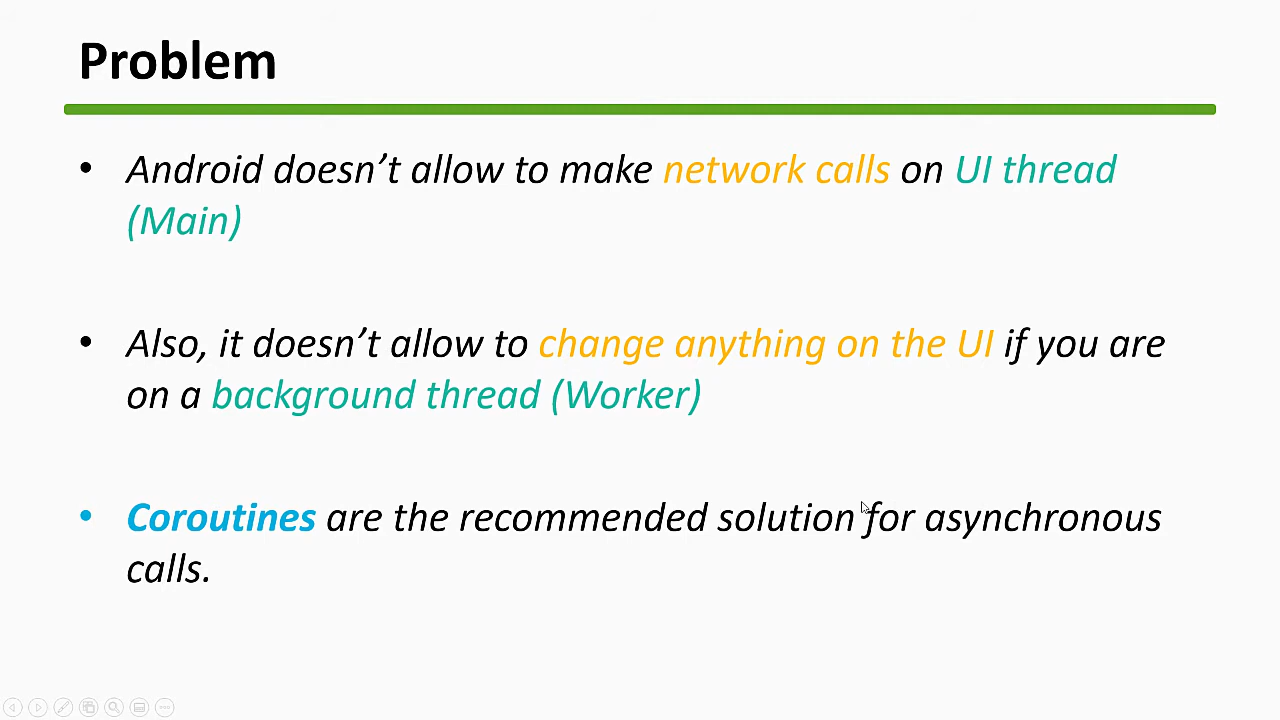 Problem
• Android doesn’t allow to make network calls on UI thread
(Main)
• Also, it doesn’t allow to change anything on the UI if you are
on a background thread (Worker)
• Coroutines are the recommended solution for asynchronous
calls.